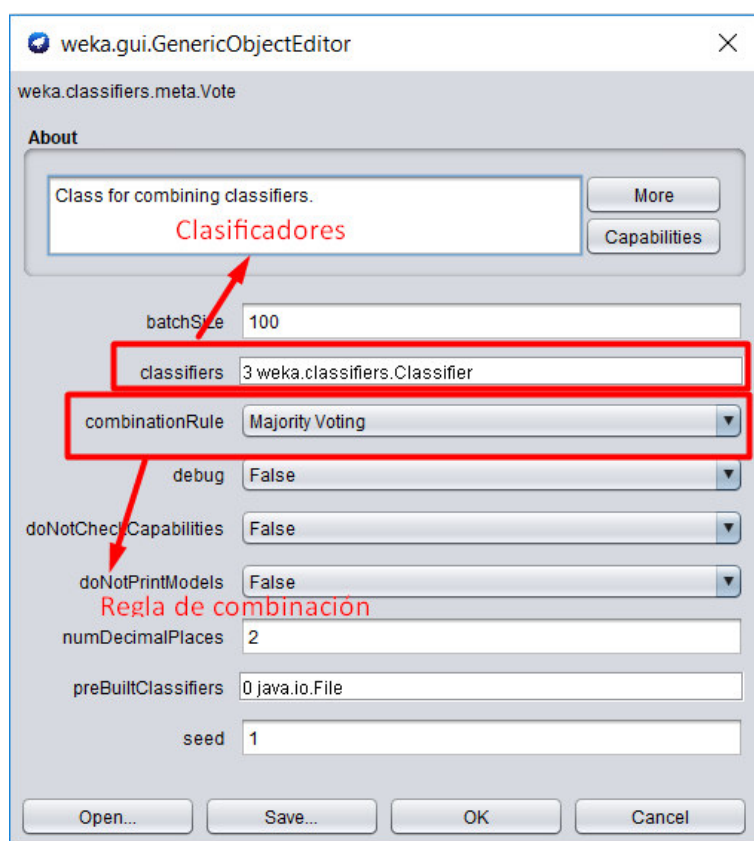 weka.gui.GenericObjectEditor
weka.classifiers.meta.Vote
About
Class for combining classifiers.
More
Clasificadores
Capabilities
batchSize 100
classifiers 3 weka.classifiers.Classifier
combinationRule Majority Voting
debug False
doNotCheckCapabilities False
doNotPrintModels False
Regla de combinación
numDecimalPlaces 2
preBuiltClassifiers 0 java.io.File
seed 1
Open... Save... OK Cancel